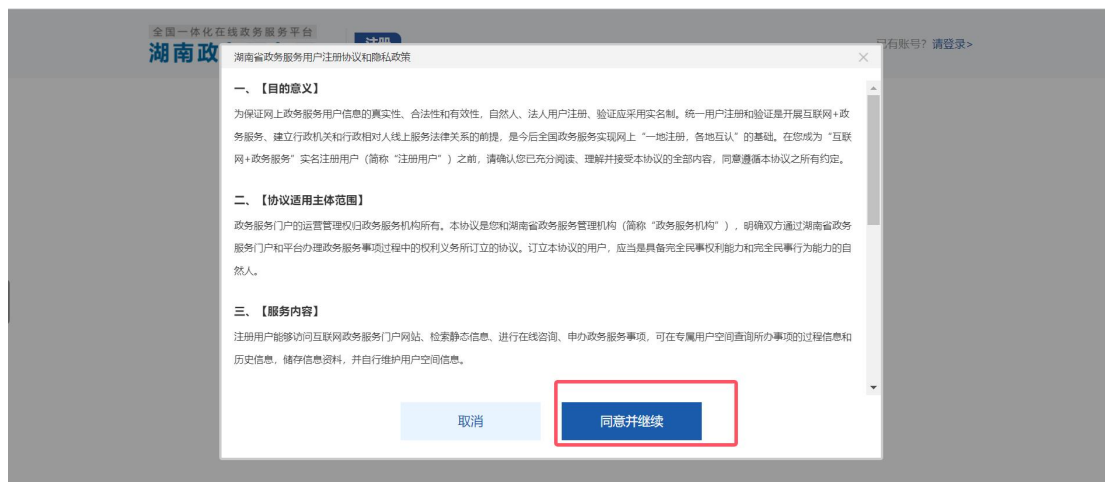 全国一体化在线政务服务平台
湖南政
注册
已有账号？请登录>
湖南省政务服务用户注册协议和隐私政策
一、【目的意义】
为保证网上政务服务用户信息的真实性、合法性和有效性，自然人、法人用户注册、验证应采用实名制。统一用户注册和验证是开展互联网+政
务服务、建立行政机关和行政相对人线上服务法律关系的前提，是今后全国政务服务实现网上“一地注册，各地互认”的基础。在您成为“互联
网+政务服务”实名注册用户（简称“注册用户”）之前，请确认您已充分阅读、理解并接受本协议的全部内容，同意遵循本协议之所有约定。
二、【协议适用主体范围】
政务服务门户的运营管理权归政务服务机构所有。本协议是您和湖南省政务服务管理机构（简称“政务服务机构”），明确双方通过湖南省政务
服务门户和平台办理政务服务事项过程中的权利义务所订立的协议。订立本协议的用户，应当是具备完全民事权利能力和完全民事行为能力的自
然人。
三、【服务内容】
注册用户能够访问互联网政务服务门户网站、检索静态信息、进行在线咨询、申办政务服务事项，可在专属用户空间查询所办事项的过程信息和
历史信息，储存信息资料，并自行维护用户空间信息。
取消
同意并继续